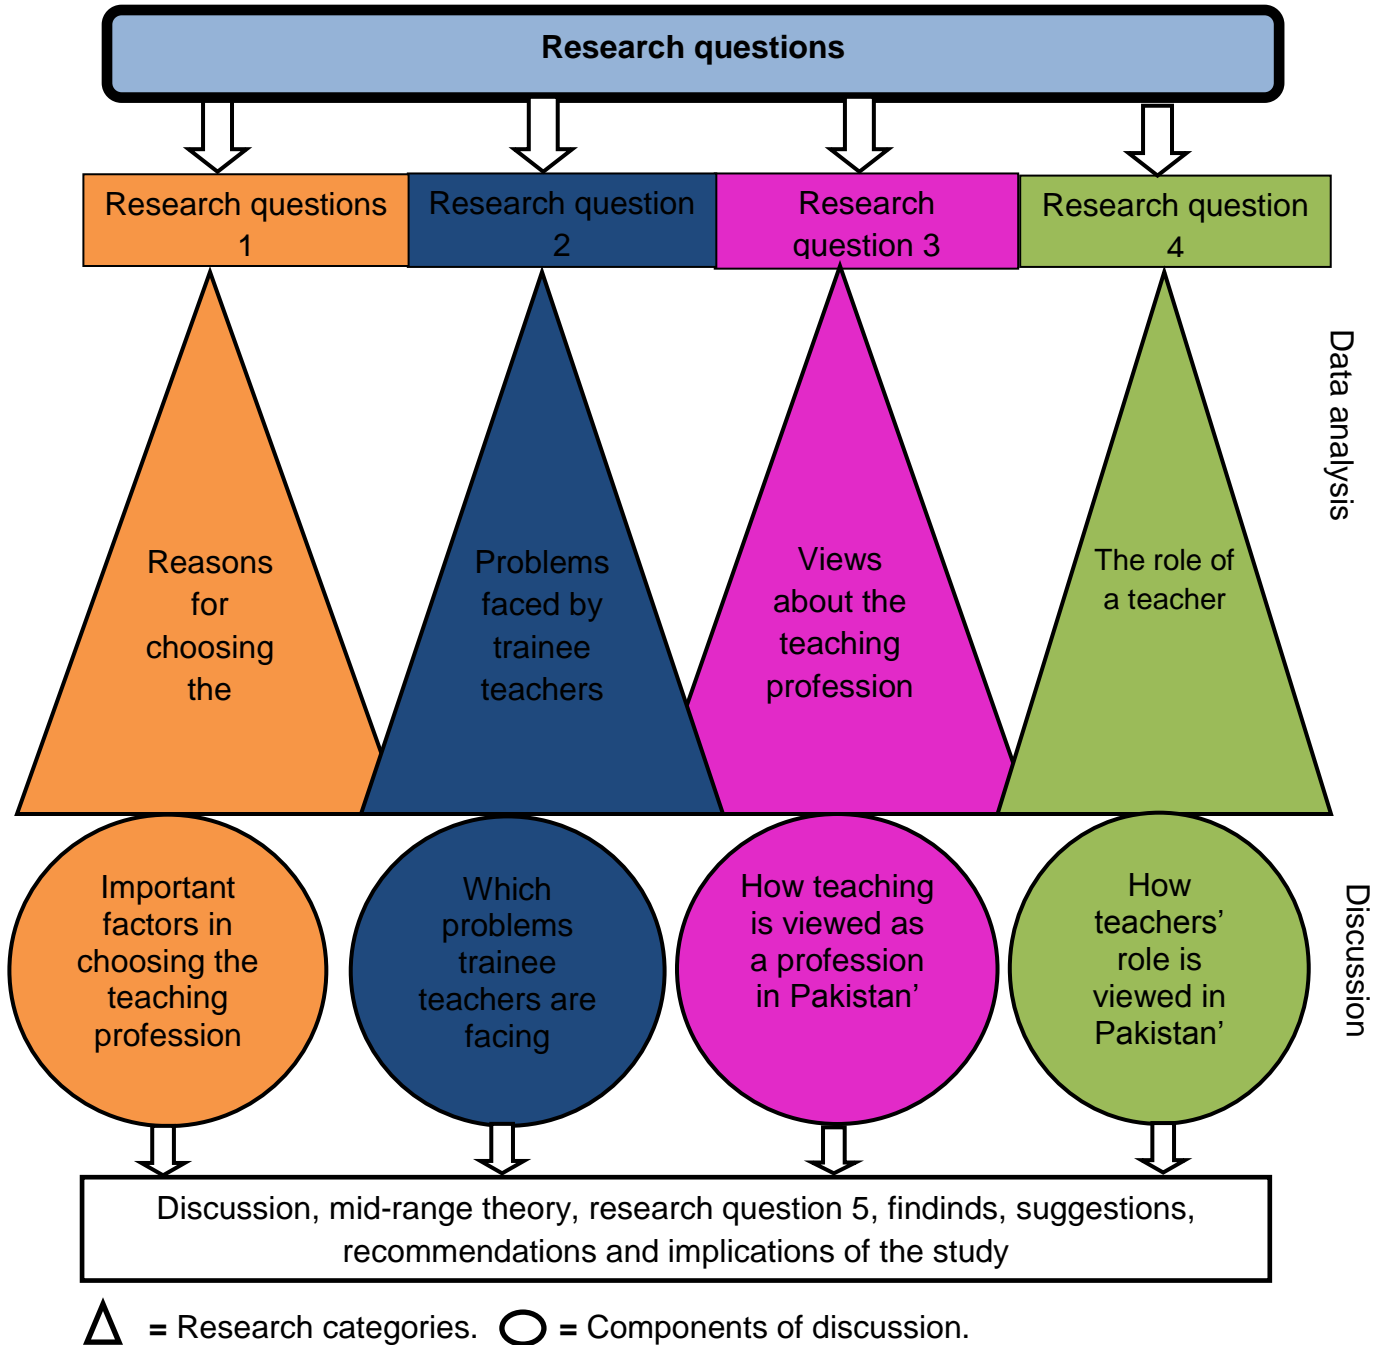 Research questions
Research questions
1
Research question
2
Research
question 3
Research question
4
Data analysis
Reasons
for
choosing
the
Problems
faced by
trainee
teachers
Views
about the
teaching
profession
The role of
a teacher
Important
factors in
choosing the
teaching
profession
Which
problems
trainee
teachers are
facing
How teaching
is viewed as
a profession
in Pakistan’
How
teachers’
role is
viewed in
Pakistan’
Discussion
Discussion, mid-range theory, research question 5, findinds, suggestions,
recommendations and implications of the study
= Research categories. = Components of discussion.